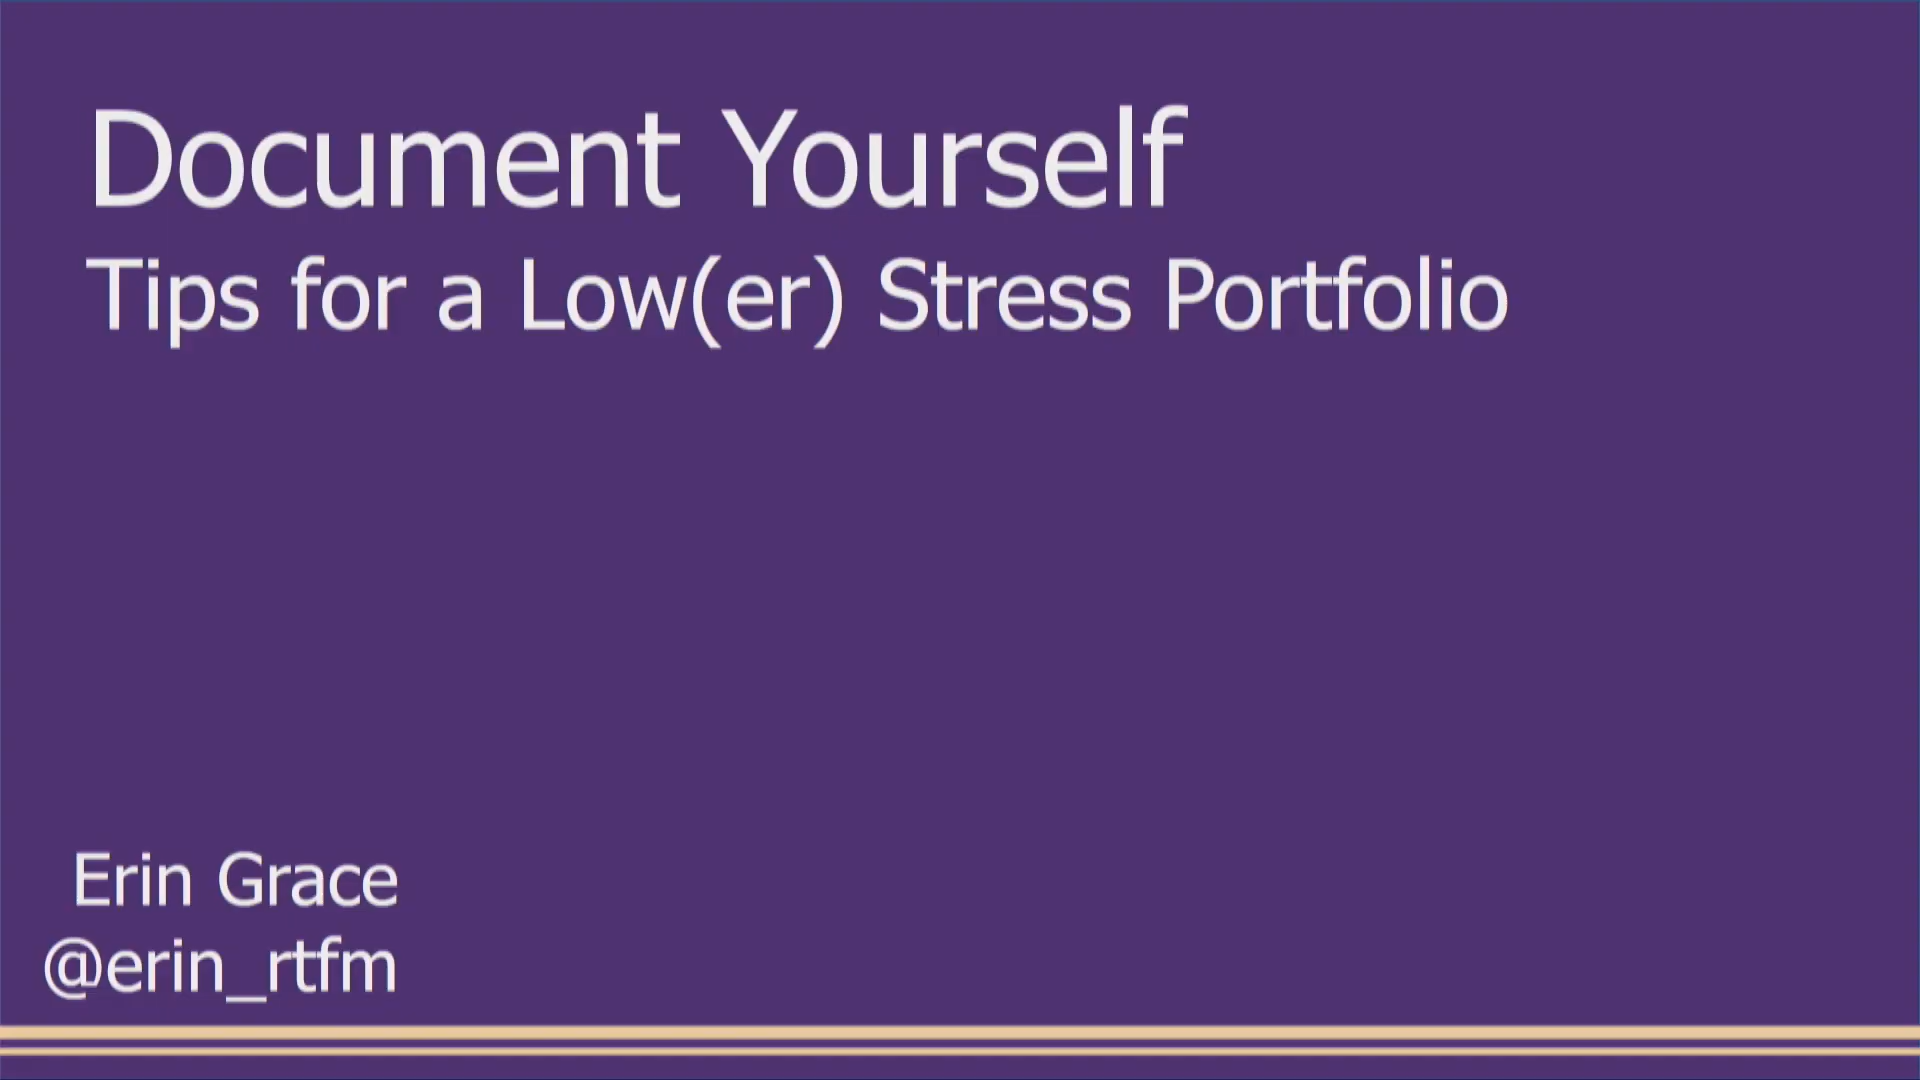 Document Yourself
Tips for a Low(er) Stress Portfolio
Erin Grace
@erin_rtfm